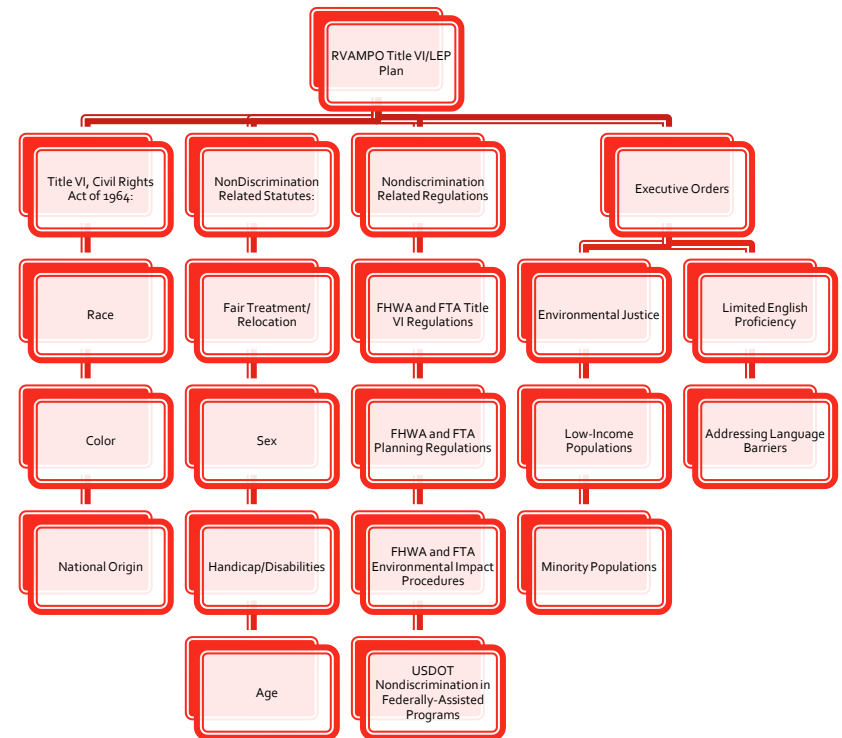 RVAMPO Title VI/LEP
Plan
Title VI, Civil Rights
Act of 1964:
NonDiscrimination
Related Statutes:
Nondiscrimination
Related Regulations
Executive Orders
Race
Fair Treatment/
Relocation
FHWA and FTA Title
VI Regulations
Environmental Justice
Limited English
Proficiency
Color
Sex
FHWA and FTA
Planning Regulations
Low-Income
Populations
Addressing Language
Barriers
National Origin
Handicap/Disabilities
FHWA and FTA
Environmental Impact
Procedures
Minority Populations
Age
USDOT
Nondiscrimination in
Federally-Assisted
Programs